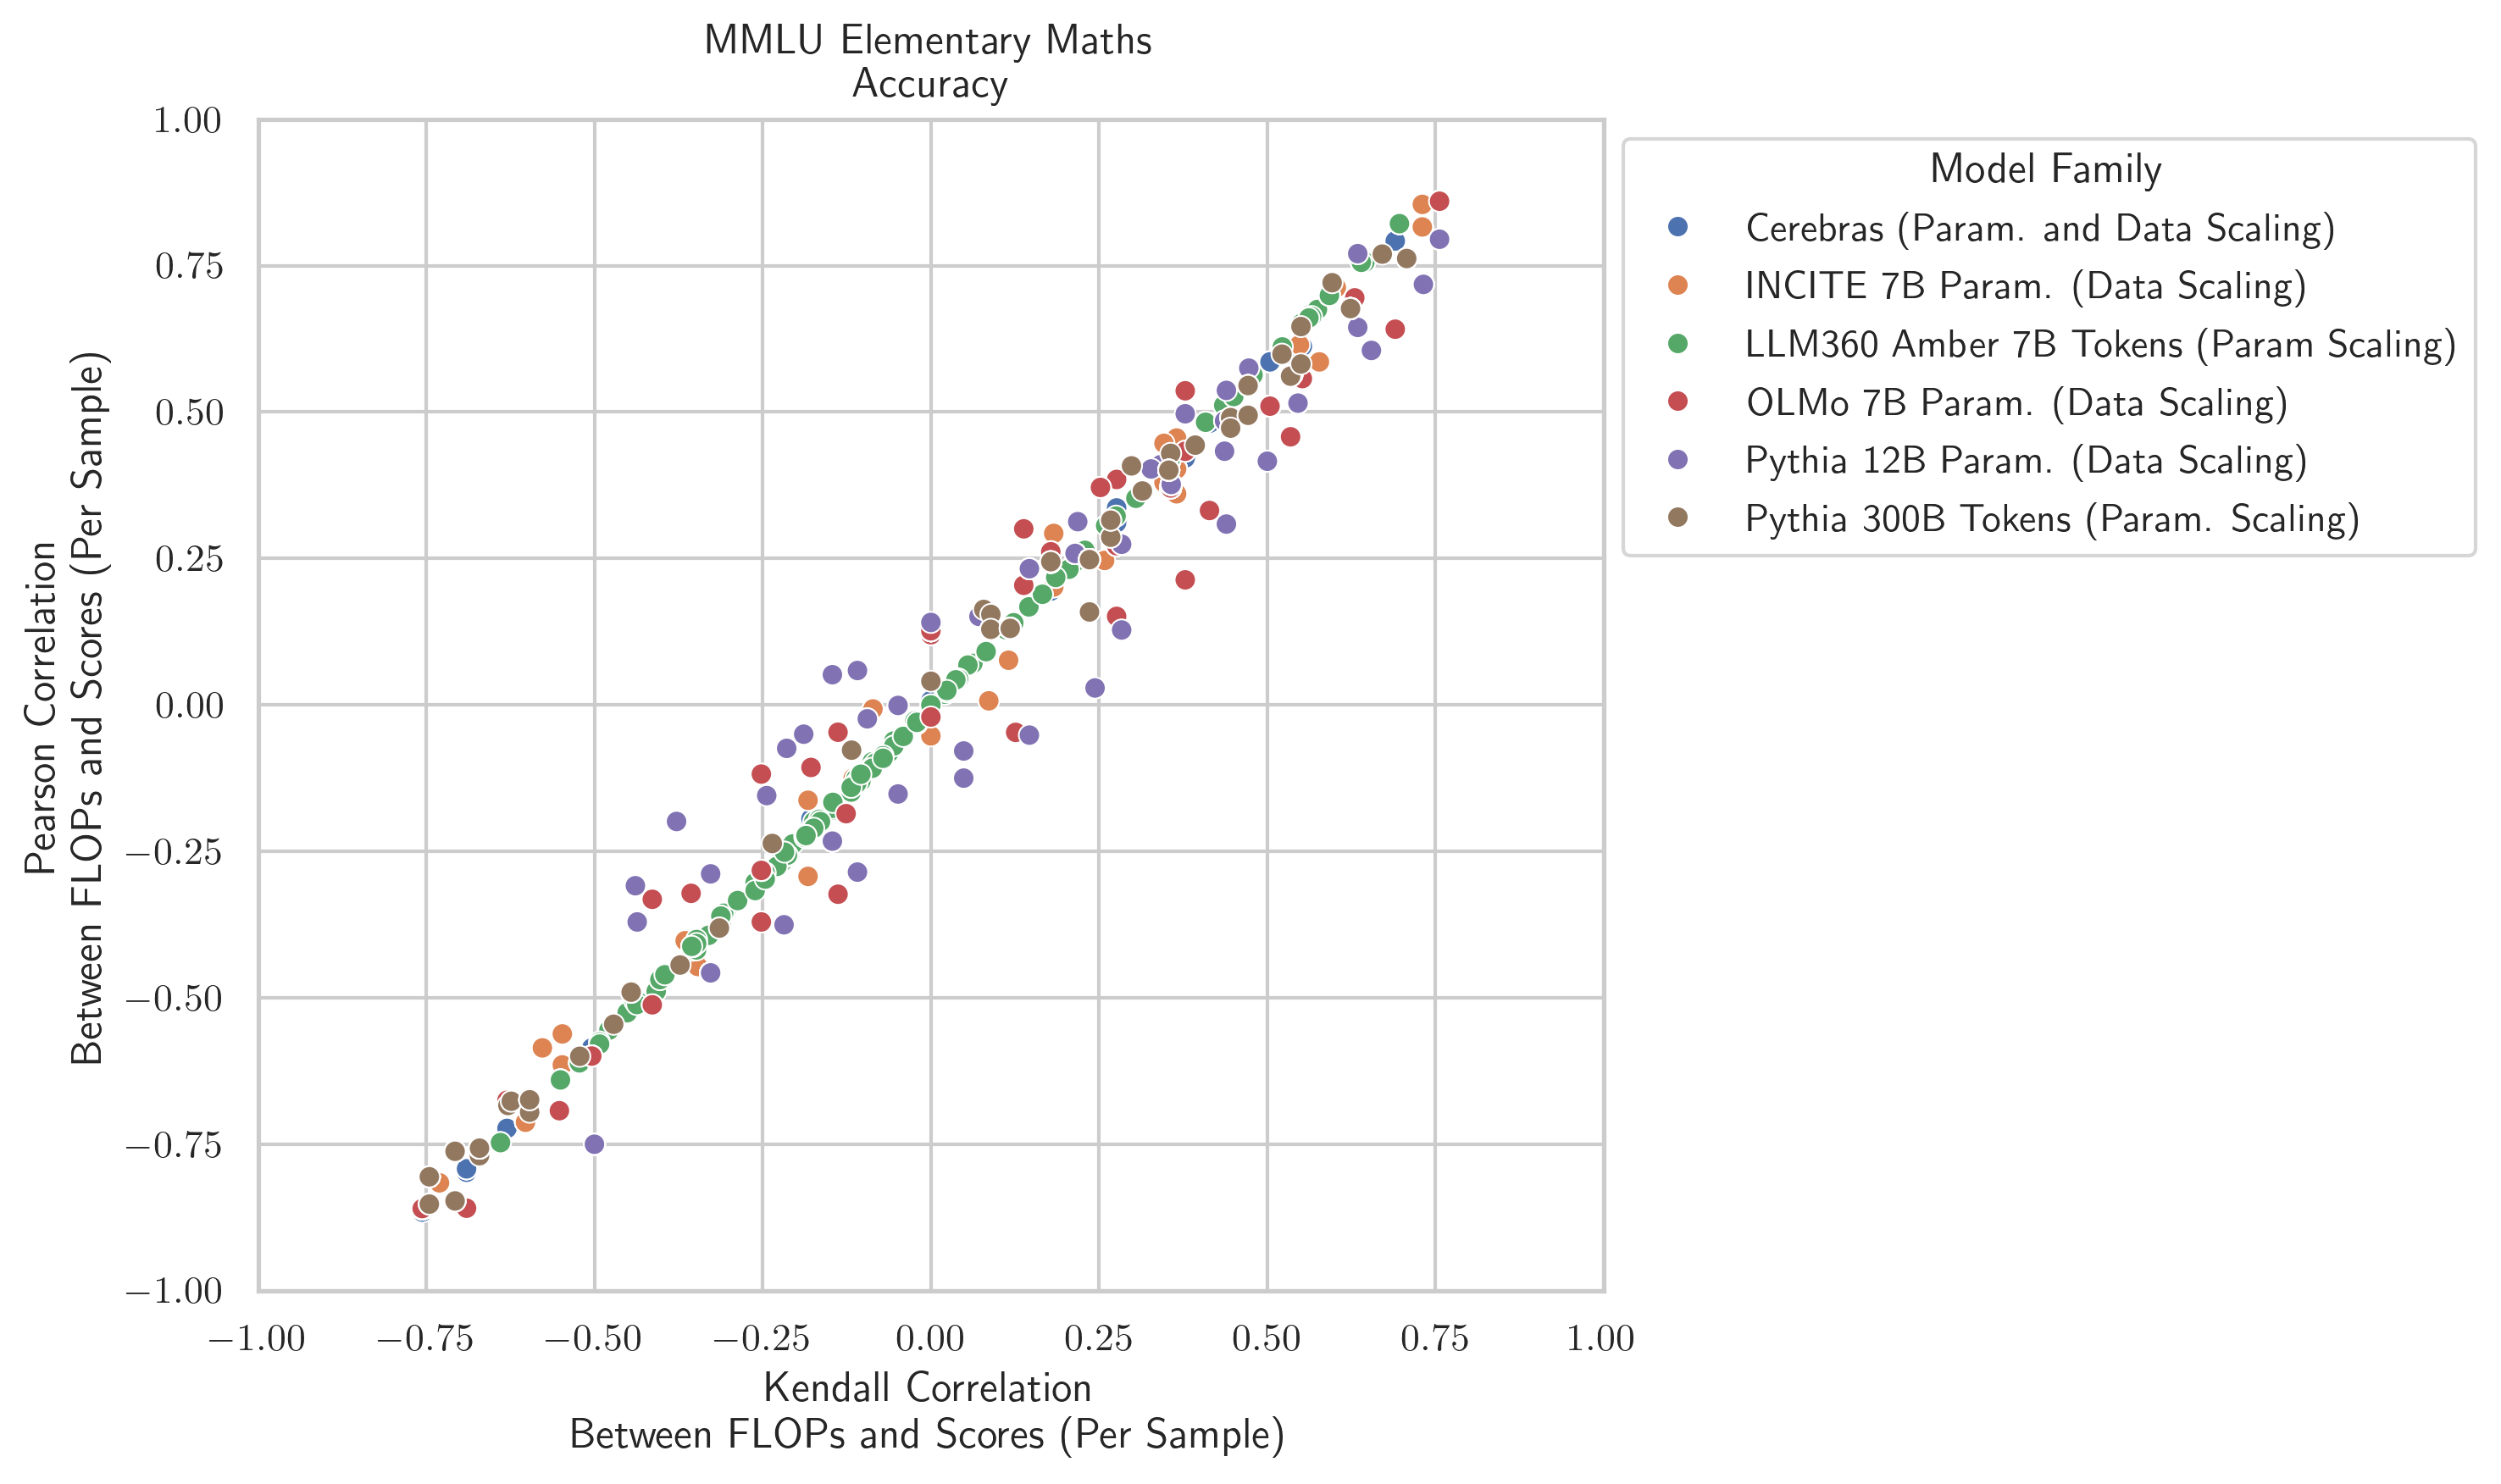 MMLU Elementary Maths
Accuracy
1.00
0.75
0.50
0.25
0.00
−0.25
−0.50
−0.75
−1.00
Pearson Correlation
Between FLOPs and Scores (Per Sample)
−1.00
−0.75
−0.50
−0.25
0.00
0.25
0.50
0.75
1.00
Kendall Correlation
Between FLOPs and Scores (Per Sample)
Model Family
Cerebras (Param. and Data Scaling)
INCITE 7B Param. (Data Scaling)
LLM360 Amber 7B Tokens (Param Scaling)
OLMo 7B Param. (Data Scaling)
Pythia 12B Param. (Data Scaling)
Pythia 300B Tokens (Param. Scaling)